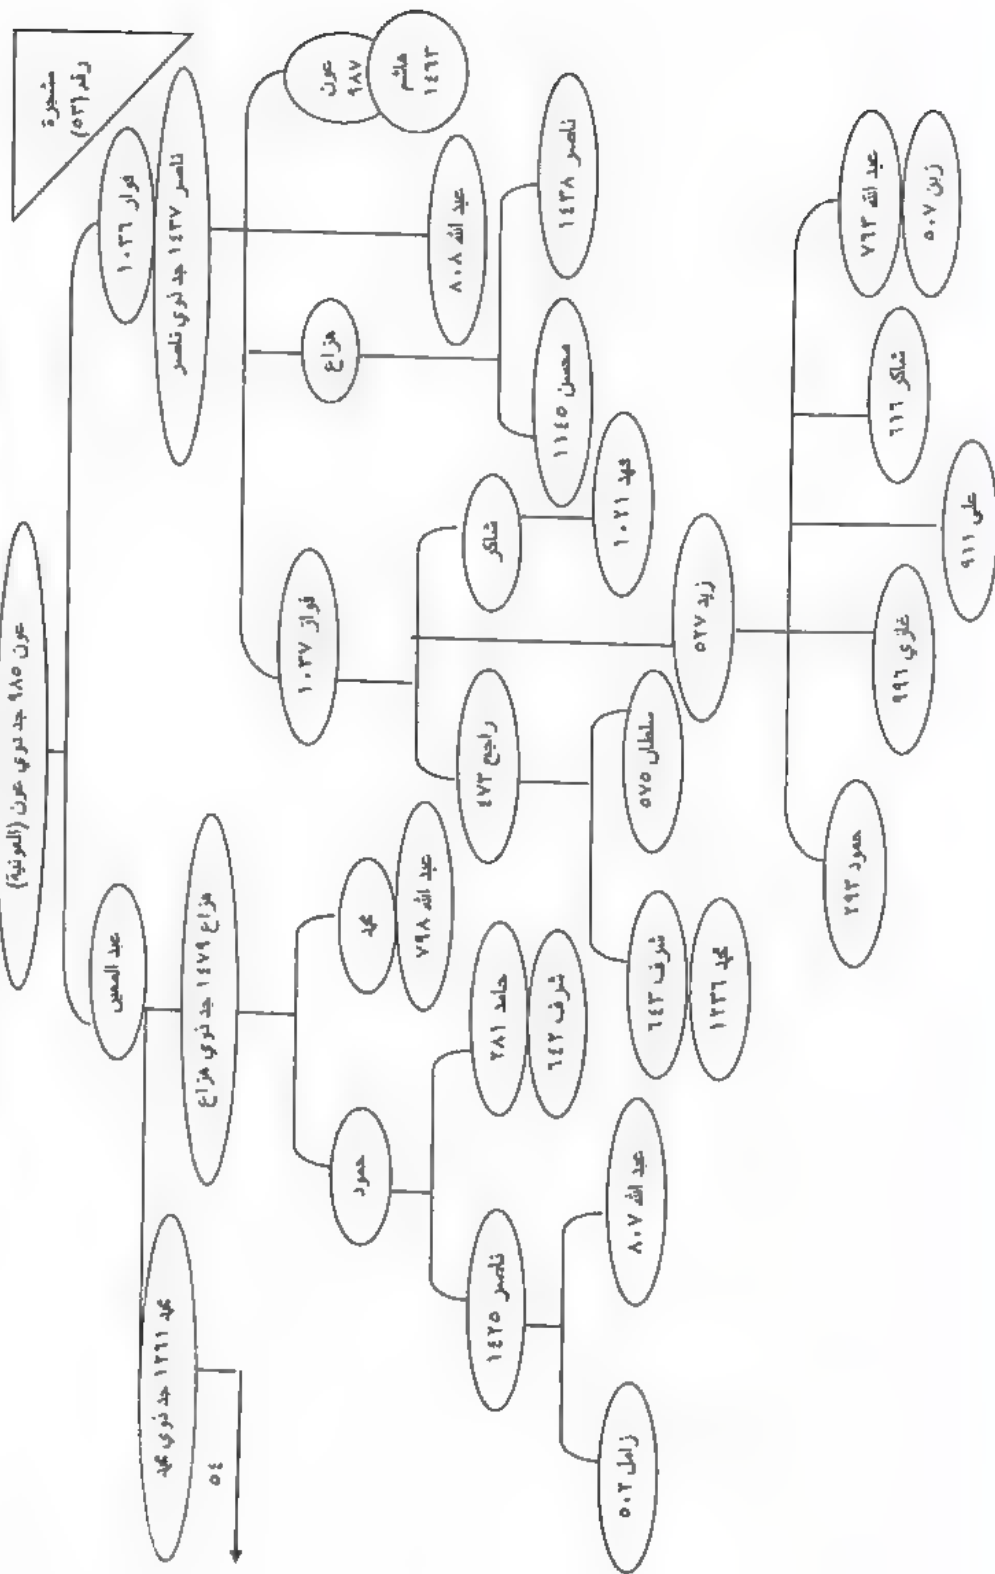 شجرة
رقم (٥٣)
عون ٩٨٥ جد ذوي عون (العونية)
فواز ١٠٣٦
ناصر ١٤٣٧ جد ذوي ناصر
عبد المعين
هزاع ١٤٧٩ جد ذوي هزاع
محمد ١٢٦١ جد ذوي محمد
٥٤
عون
٩٨٧
هاشم
١٤٦٣
عبد الله ٨٠٨
هزاع
فواز ١٠٣٧
محمد
عبد الله ٧٩٨
حمود
ناصر ١٤٣٨
محسن ١١٤٥
شاكر
فهد ١٠٢١
زيد ٥٢٧
راجح ٤٧٣
حامد ٢٨١
شرف ٦٤٢
ناصر ١٤٢٥
سلطان ٥٧٥
شرف ٦٤٣
محمد ١٢٣٦
عبد الله ٨٠٧
زامل ٥٠٢
عبد الله ٧٦٣
زين ٥٠٧
شاكر ٦١٦
علي ٩١١
غازي ٩٩٦
حمود ٢٩٣